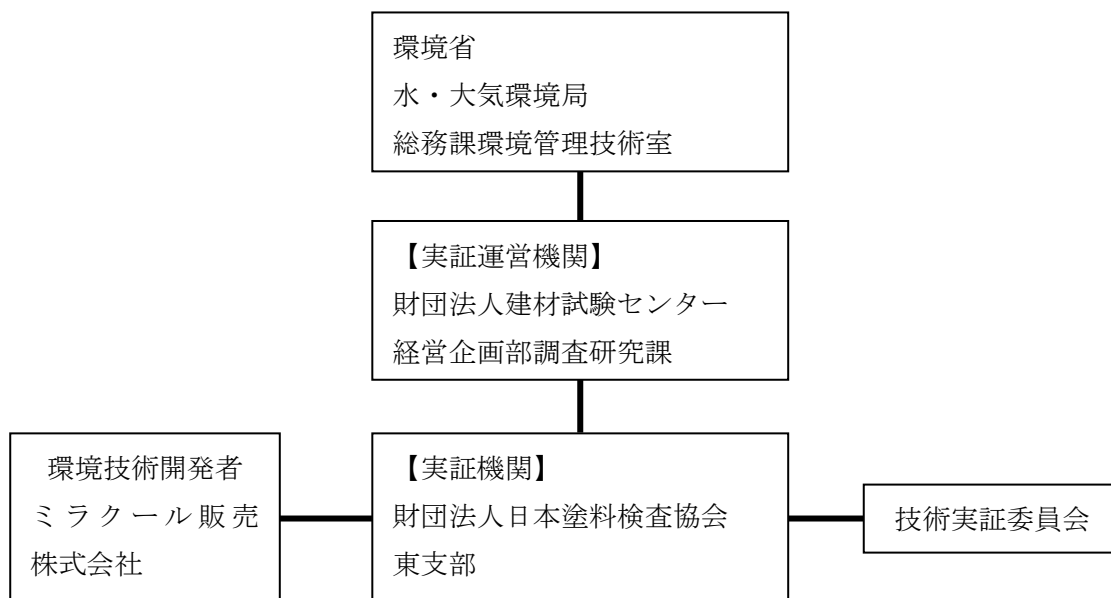 環境省
水・大気環境局
総務課環境管理技術室
【実証運営機関】
財団法人建材試験センター
経営企画部調査研究課
環境技術開発者
ミラクール販売
株式会社
【実証機関】
財団法人日本塗料検査協会
東支部
技術実証委員会